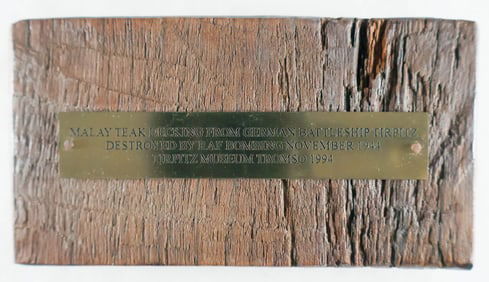 MALAY TEAK DECKING FROM GERMAN BATTLESHIP TIRPITZ
DESTROYED BY RAF BOMBING NOVEMBER 1944
TIRPITZ MUSEUM TROMSO 1994